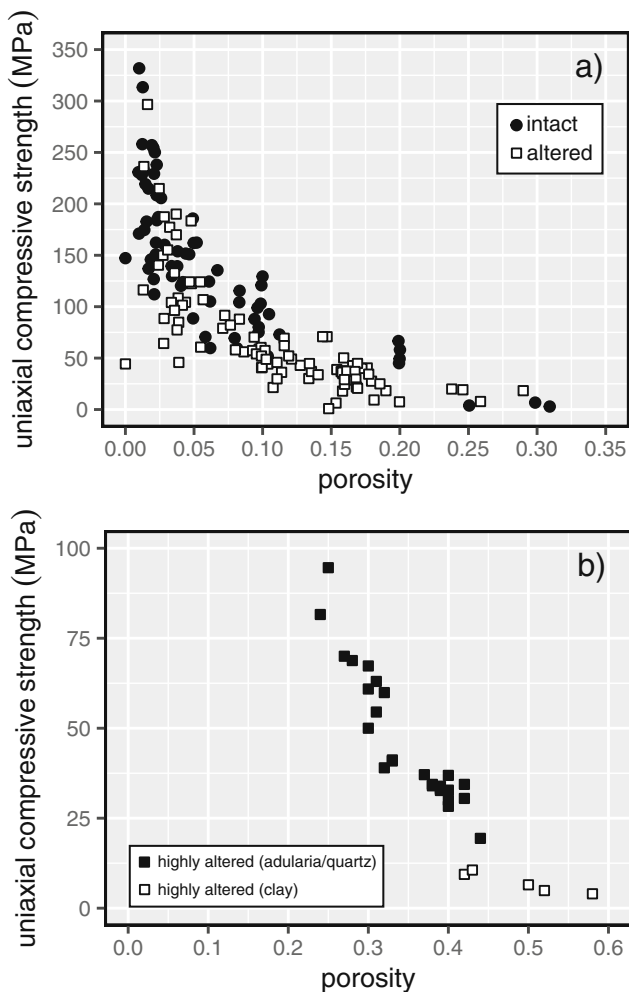 a)
uniaxial compressive strength (MPa)
350
300
250
200
150
100
50
0
intact
altered
0.00 0.05 0.10 0.15 0.20 0.25 0.30 0.35
porosity
b)
uniaxial compressive strength (MPa)
100
75
50
25
0
highly altered (adularia/quartz)
highly altered (clay)
0.0 0.1 0.2 0.3 0.4 0.5 0.6
porosity